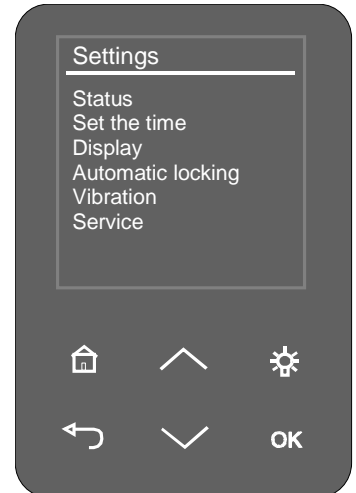 Settings
Status
Set the time
Display
Automatic locking
Vibration
Service
OK